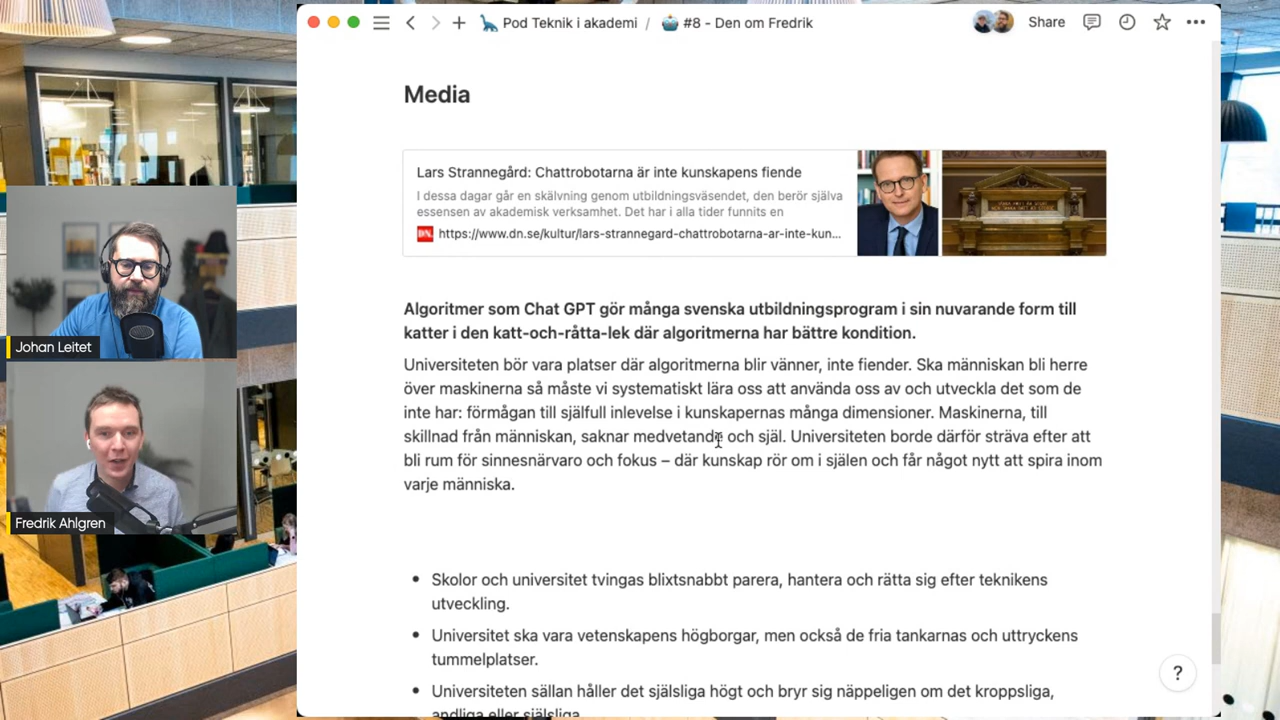 Pod Teknik i akademi / #8 - Den om Fredrik
Share
Media
Lars Strannegård: Chattrobotarna är inte kunskapens fiende
I dessa dagar går en skälvning genom utbildningsväsendet, den berör själva
essensen av akademisk verksamhet. Det har i alla tider funnits en
DN. https://www.dn.se/kultur/lars-strannegard-chattrobotarna-ar-inte-kun...
Algoritmer som Chat GPT gör många svenska utbildningsprogram i sin nuvarande form till
katter i den katt-och-råtta-lek där algoritmerna har bättre kondition.
Universiteten bör vara platser där algoritmerna blir vänner, inte fiender. Ska människan bli herre
över maskinerna så måste vi systematiskt lära oss att använda oss av och utveckla det som de
inte har: förmågan till själfull inlevelse i kunskapernas många dimensioner. Maskinerna, till
skillnad från människan, saknar medvetande och själ. Universiteten borde därför sträva efter att
bli rum för sinnesnärvaro och fokus – där kunskap rör om i själen och får något nytt att spira inom
varje människa.
Skolor och universitet tvingas blixtsnabbt parera, hantera och rätta sig efter teknikens
utveckling.
Universitet ska vara vetenskapens högborgar, men också de fria tankarnas och uttryckens
tummelplatser.
Universiteten sällan håller det själsliga högt och bryr sig näppeligen om det kroppsliga,
andliga eller själsliga
?
Johan Leitet
Fredrik Ahlgren